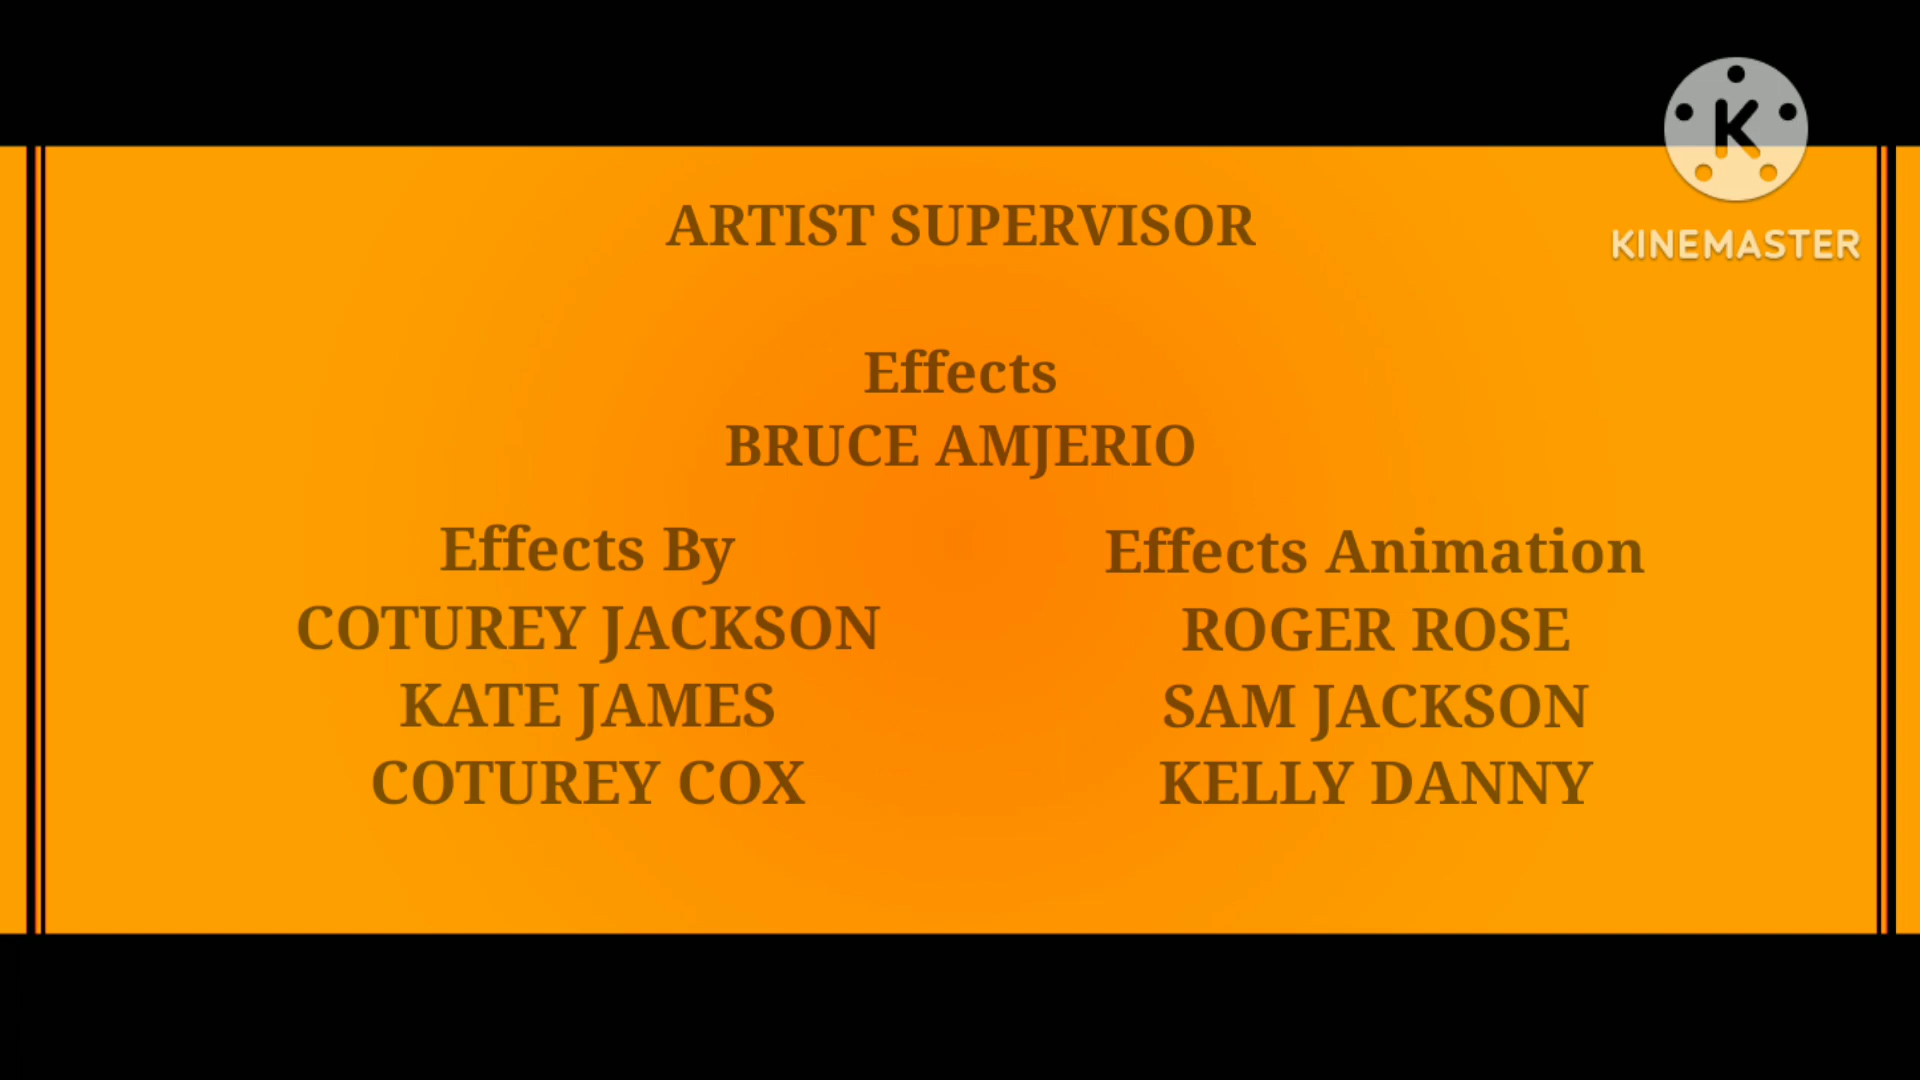 ARTIST SUPERVISOR
K
KINEMASTER
Effects
BRUCE AMJERIO
Effects By
COTUREY JACKSON
KATE JAMES
COTUREY COX
Effects Animation
ROGER ROSE
SAM JACKSON
KELLY DANNY